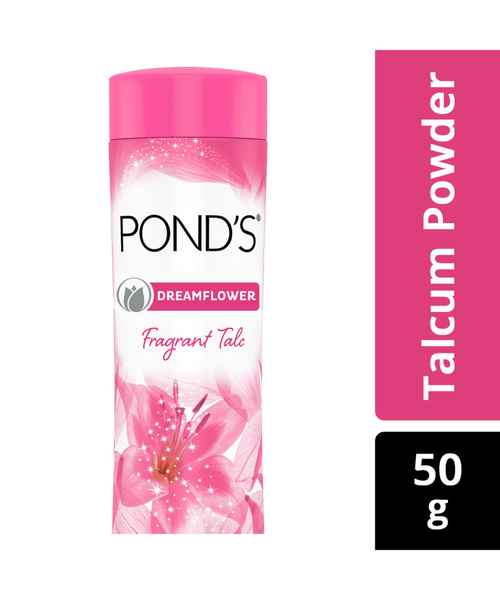 POND'S®
DREAMFLOWER
Fragrant Talc
Talcum Powder
50
g